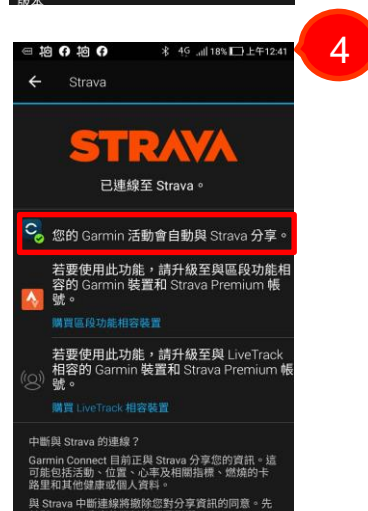 版本
4G 18% 上午12:41
4
Strava
STRAVA
已連線至 Strava。
您的 Garmin 活動會自動與 Strava 分享。
若要使用此功能，請升級至與區段功能相
容的 Garmin 裝置和 Strava Premium 帳
號。
購買區段功能相容裝置
若要使用此功能，請升級至與 LiveTrack
相容的 Garmin 裝置和 Strava Premium 帳
號。
購買 LiveTrack 相容裝置
中斷與 Strava 的連線？
Garmin Connect 目前正與 Strava 分享您的資訊。這
可能包括活動、位置、心率及相關指標、燃燒的卡
路里和其他健康或個人資料。
與 Strava 中斷連線將撤除您對分享資訊的同意。先